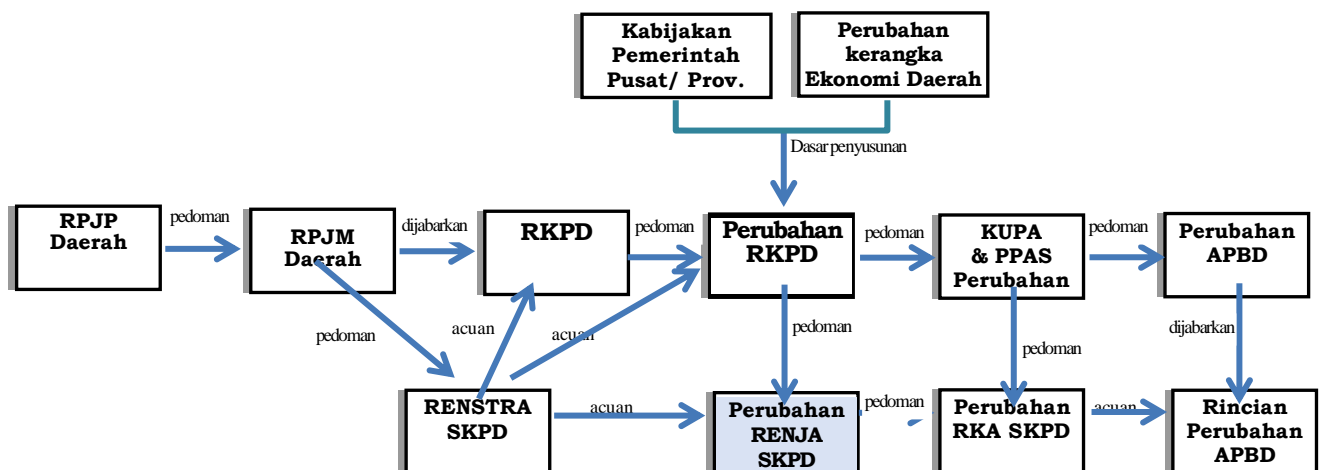 Kabijakan
Pemerintah
Pusat/ Prov.
Perubahan
kerangka
Ekonomi Daerah
Dasar penyusunan
RPJP
Daerah
pedoman
RPJM
Daerah
dijabarkan
RKPD
pedoman
Perubahan
RKPD
pedoman
KUPA
& PPAS
Perubahan
pedoman
Perubahan
APBD
pedoman
acuan
acuan
pedoman
pedoman
dijabarkan
RENSTRA
SKPD
acuan
Perubahan
RENJA
SKPD
pedoman
Perubahan
RKA SKPD
acuan
Rincian
Perubahan
APBD